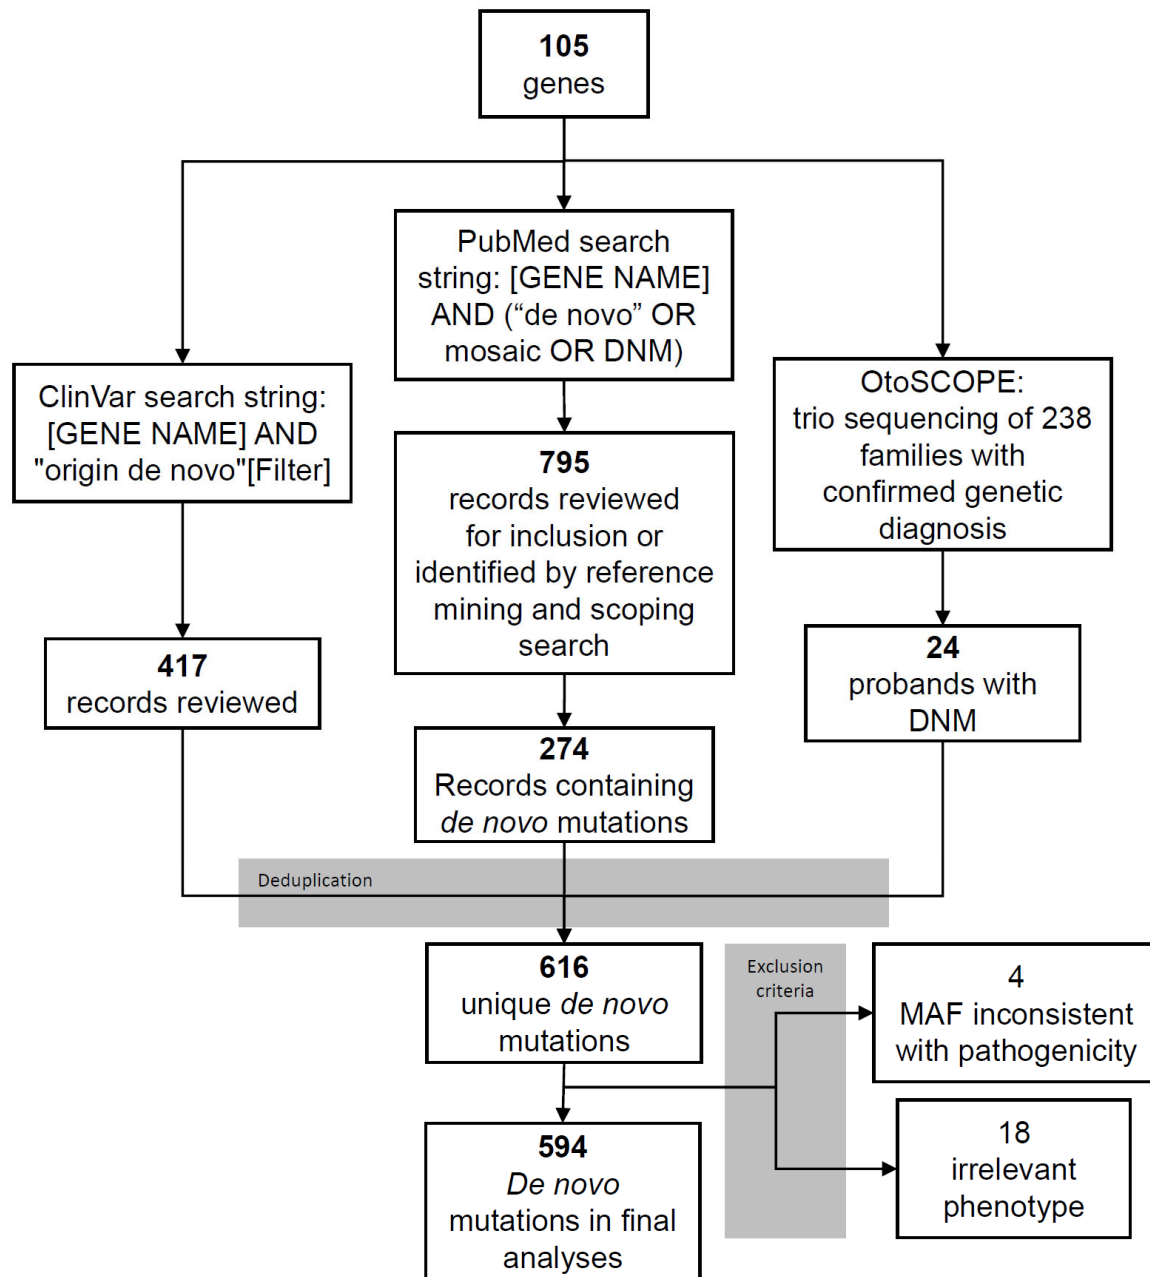 105
genes
PubMed search
string: [GENE NAME]
AND (“de novo” OR
mosaic OR DNM)
ClinVar search string:
[GENE NAME] AND
"origin de novo"[Filter]
OtoSCOPE:
trio sequencing of 238
families with
confirmed genetic
diagnosis
795
records reviewed
for inclusion or
identified by reference
mining and scoping
search
417
records reviewed
24
probands with
DNM
274
Records containing
de novo mutations
Deduplication
616
unique de novo
mutations
Exclusion
criteria
4
MAF inconsistent
with pathogenicity
18
irrelevant
phenotype
594
De novo
mutations in final
analyses